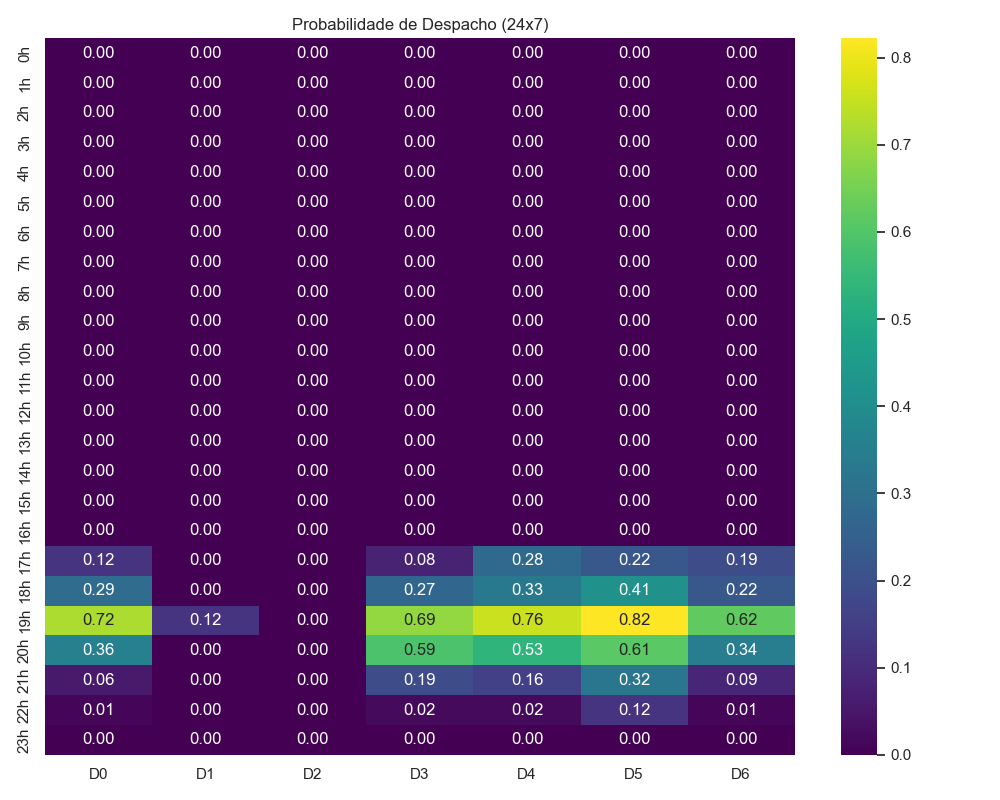 Probabilidade de Despacho (24x7)
0h 0.00 0.00 0.00 0.00 0.00 0.00 0.00
1h 0.00 0.00 0.00 0.00 0.00 0.00 0.00
2h 0.00 0.00 0.00 0.00 0.00 0.00 0.00
3h 0.00 0.00 0.00 0.00 0.00 0.00 0.00
4h 0.00 0.00 0.00 0.00 0.00 0.00 0.00
5h 0.00 0.00 0.00 0.00 0.00 0.00 0.00
6h 0.00 0.00 0.00 0.00 0.00 0.00 0.00
7h 0.00 0.00 0.00 0.00 0.00 0.00 0.00
8h 0.00 0.00 0.00 0.00 0.00 0.00 0.00
9h 0.00 0.00 0.00 0.00 0.00 0.00 0.00
10h 0.00 0.00 0.00 0.00 0.00 0.00 0.00
11h 0.00 0.00 0.00 0.00 0.00 0.00 0.00
12h 0.00 0.00 0.00 0.00 0.00 0.00 0.00
13h 0.00 0.00 0.00 0.00 0.00 0.00 0.00
14h 0.00 0.00 0.00 0.00 0.00 0.00 0.00
15h 0.00 0.00 0.00 0.00 0.00 0.00 0.00
16h 0.00 0.00 0.00 0.00 0.00 0.00 0.00
17h 0.12 0.00 0.00 0.08 0.28 0.22 0.19
18h 0.29 0.00 0.00 0.27 0.33 0.41 0.22
19h 0.72 0.12 0.00 0.69 0.76 0.82 0.62
20h 0.36 0.00 0.00 0.59 0.53 0.61 0.34
21h 0.06 0.00 0.00 0.19 0.16 0.32 0.09
22h 0.01 0.00 0.00 0.02 0.02 0.12 0.01
23h 0.00 0.00 0.00 0.00 0.00 0.00 0.00
D0 D1 D2 D3 D4 D5 D6
0.8
0.7
0.6
0.5
0.4
0.3
0.2
0.1
0.0